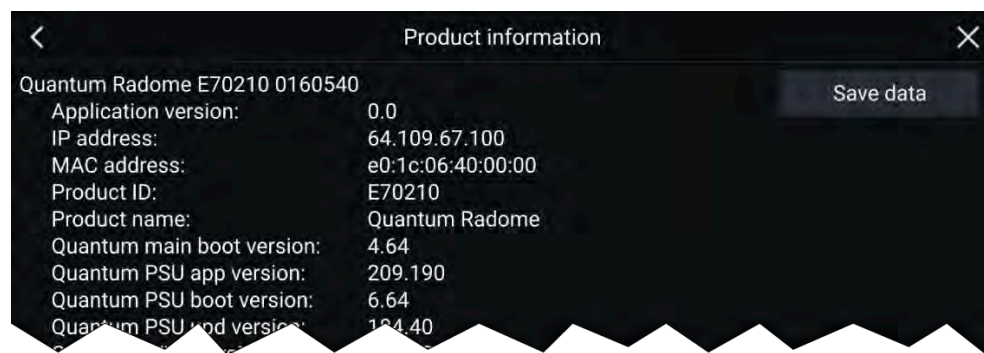 Product information
Quantum Radome E70210 0160540
Save data
Application version: 0.0
IP address: 64.109.67.100
MAC address: e0:1c:06:40:00:00
Product ID: E70210
Product name: Quantum Radome
Quantum main boot version: 4.64
Quantum PSU app version: 209.190
Quantum PSU boot version: 6.64
Quantum PSU